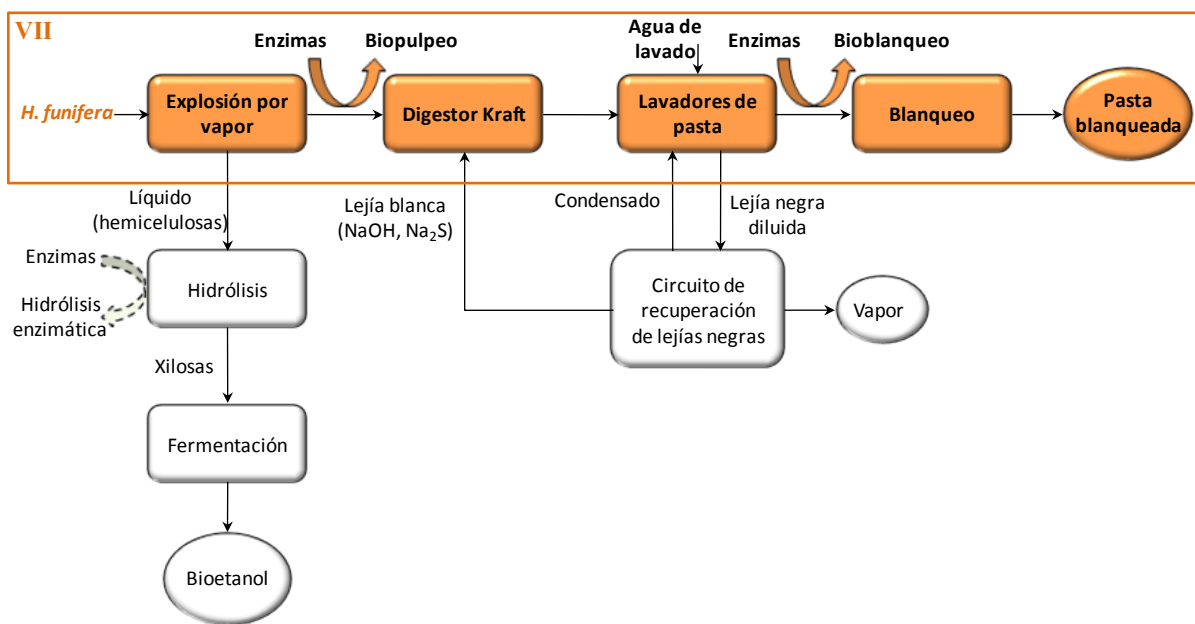 VII
Enzimas
Biopulpeo
Agua de
lavado
Enzimas
Bioblanqueo
H. funifera
Explosión por
vapor
Digestor Kraft
Lavadores de
pasta
Blanqueo
Pasta
blanqueada
Líquido
(hemicelulosas)
Lejía blanca
(NaOH, Na₂S)
Condensado
Lejía negra
diluida
Enzimas
Hidrólisis
enzimática
Hidrólisis
Circuito de
recuperación
de lejías negras
Vapor
Xilosas
Fermentación
Bioetanol